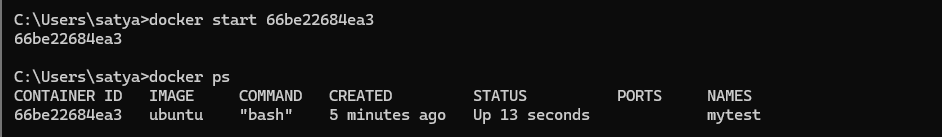 C:\Users\satya>docker start 66be22684ea3
66be22684ea3
C:\Users\satya>docker ps
CONTAINER ID   IMAGE     COMMAND   CREATED         STATUS          PORTS     NAMES
66be22684ea3   ubuntu    "bash"    5 minutes ago   Up 13 seconds             mytest